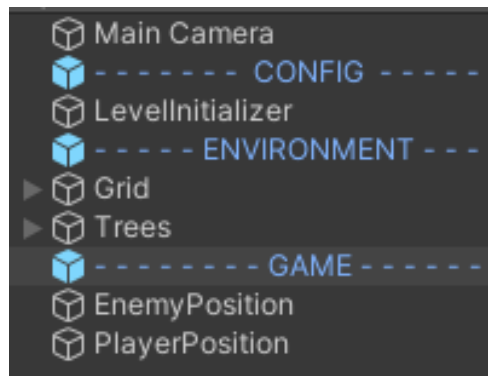 Main Camera
- - - - - - - CONFIG - - - - -
LevelInitializer
- - - - - ENVIRONMENT - - -
Grid
Trees
- - - - - - - - GAME - - - - - -
EnemyPosition
PlayerPosition